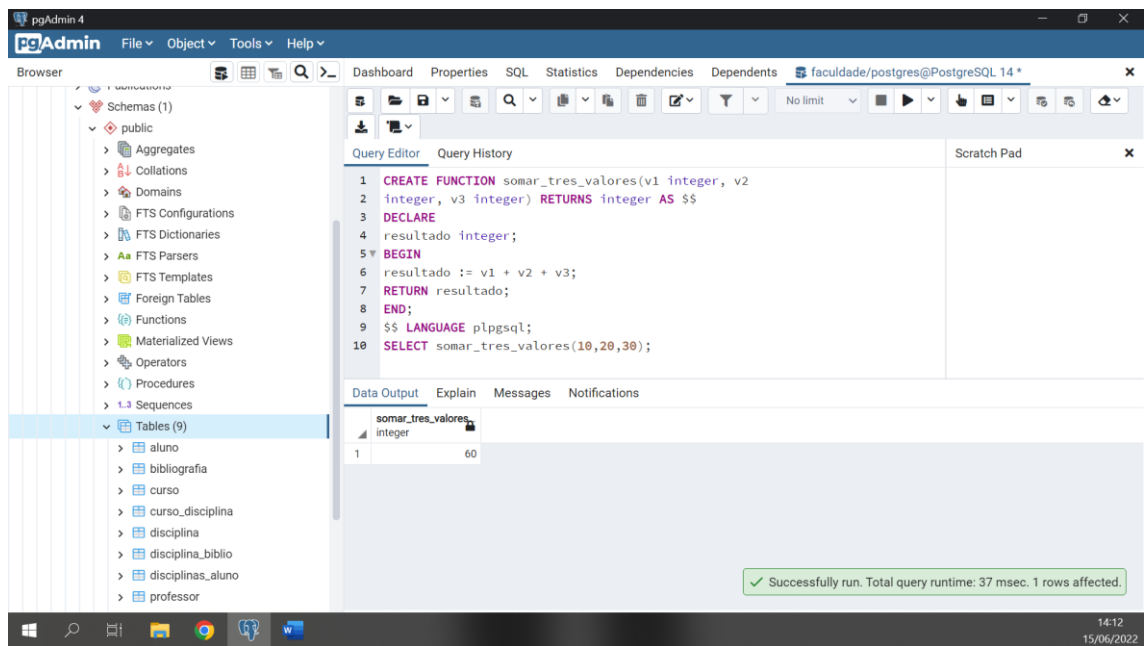 pgAdmin 4
pgAdmin File Object Tools Help
Browser
Dashboard Properties SQL Statistics Dependencies Dependents faculdade/postgres@PostgreSQL 14 *
Publications
Schemas (1)
public
Aggregates
Collations
Domains
FTS Configurations
FTS Dictionaries
Aa FTS Parsers
FTS Templates
Foreign Tables
Functions
Materialized Views
Operators
Procedures
1..3 Sequences
Tables (9)
aluno
bibliografia
curso
curso_disciplina
disciplina
disciplina_biblio
disciplinas_aluno
professor
No limit
Query Editor Query History
Scratch Pad
1 CREATE FUNCTION somar_tres_valores(v1 integer, v2
2 integer, v3 integer) RETURNS integer AS $$
3 DECLARE
4 resultado integer;
5 BEGIN
6 resultado := v1 + v2 + v3;
7 RETURN resultado;
8 END;
9 $$ LANGUAGE plpgsql;
10 SELECT somar_tres_valores(10,20,30);
Data Output Explain Messages Notifications
somar_tres_valores
integer
1 60
Successfully run. Total query runtime: 37 msec. 1 rows affected.
14:12
15/06/2022